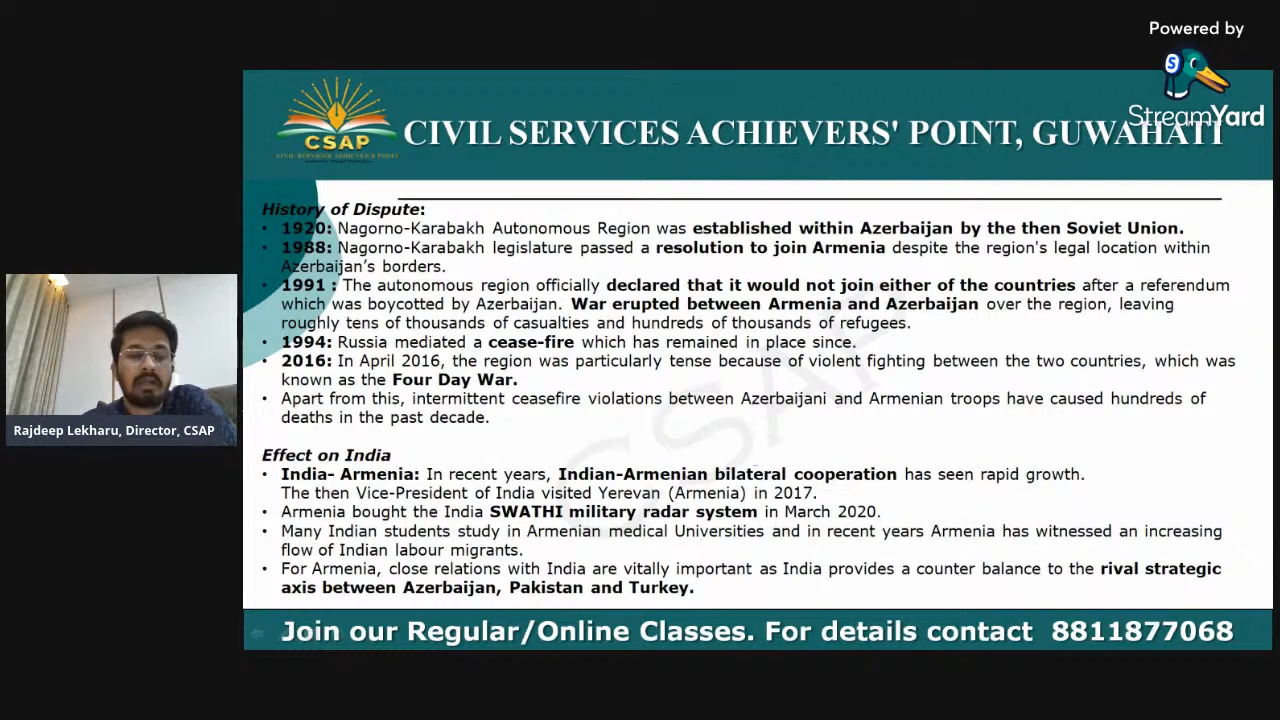 Powered by
StreamYard
CSAP
CIVIL SERVICES ACHIEVERS' POINT, GUWAHATI
History of Dispute:
• 1920: Nagorno-Karabakh Autonomous Region was established within Azerbaijan by the then Soviet Union.
• 1988: Nagorno-Karabakh legislature passed a resolution to join Armenia despite the region's legal location within
Azerbaijan’s borders.
• 1991 : The autonomous region officially declared that it would not join either of the countries after a referendum
which was boycotted by Azerbaijan. War erupted between Armenia and Azerbaijan over the region, leaving
roughly tens of thousands of casualties and hundreds of thousands of refugees.
• 1994: Russia mediated a cease-fire which has remained in place since.
• 2016: In April 2016, the region was particularly tense because of violent fighting between the two countries, which was
known as the Four Day War.
• Apart from this, intermittent ceasefire violations between Azerbaijani and Armenian troops have caused hundreds of
deaths in the past decade.
Effect on India
• India- Armenia: In recent years, Indian-Armenian bilateral cooperation has seen rapid growth.
The then Vice-President of India visited Yerevan (Armenia) in 2017.
• Armenia bought the India SWATHI military radar system in March 2020.
• Many Indian students study in Armenian medical Universities and in recent years Armenia has witnessed an increasing
flow of Indian labour migrants.
• For Armenia, close relations with India are vitally important as India provides a counter balance to the rival strategic
axis between Azerbaijan, Pakistan and Turkey.
CSAP
Rajdeep Lekharu, Director, CSAP
Join our Regular/Online Classes. For details contact 8811877068